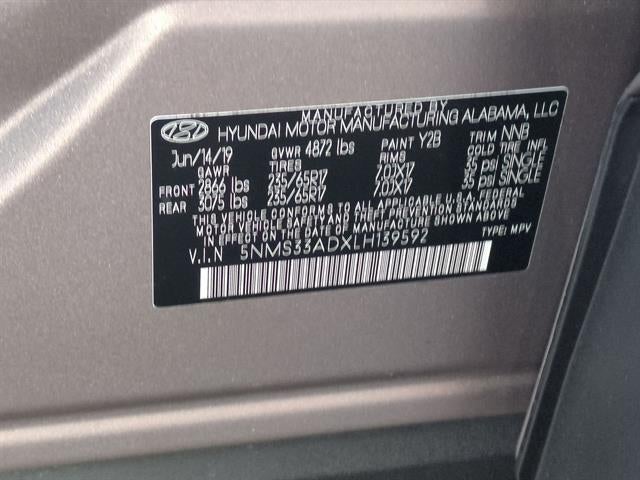 MANUFACTURED BY
HYUNDAI MOTOR MANUFACTURING ALABAMA, LLC
Jun/14/19 GVWR 4872 lbs PAINT Y2B TRIM NNB
GAWR TIRES RIMS COLD TIRE INFL
FRONT 2866 lbs 235/65R17 7.0JX17 35 psi SINGLE
REAR 3075 lbs 235/65R17 7.0JX17 35 psi SINGLE
THIS VEHICLE CONFORMS TO ALL APPLICABLE U.S.A. FEDERAL
MOTOR VEHICLE SAFETY AND THEFT PREVENTION STANDARDS
IN EFFECT ON THE DATE OF MANUFACTURE SHOWN ABOVE
V.I.N 5NMS33ADXLH139592 TYPE: MPV